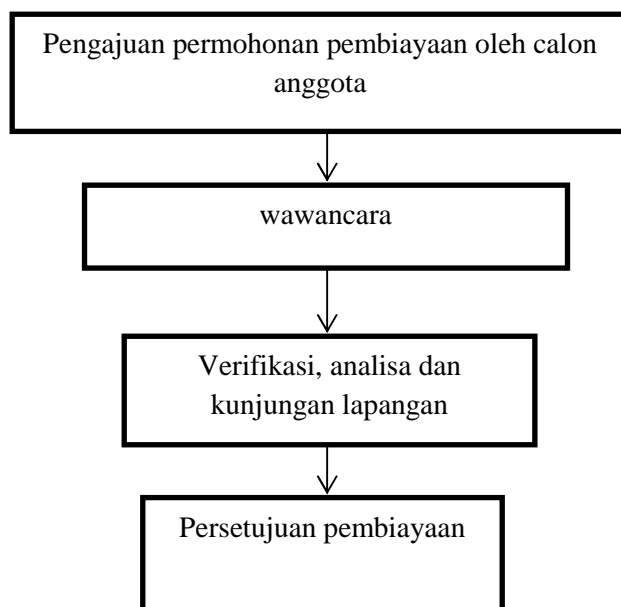 Pengajuan permohonan pembiayaan oleh calon
anggota
wawancara
Verifikasi, analisa dan
kunjungan lapangan
Persetujuan pembiayaan